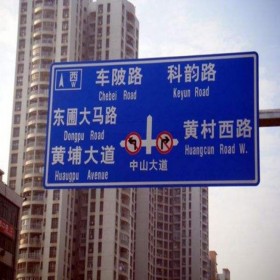 A 西 W
车陂路 科韵路
Chebei Road Keyun Road
东圃大马路
Dongpu Road
黄村西路
Huangcun Road W.
黄埔大道
Huangpu Avenue
中山大道